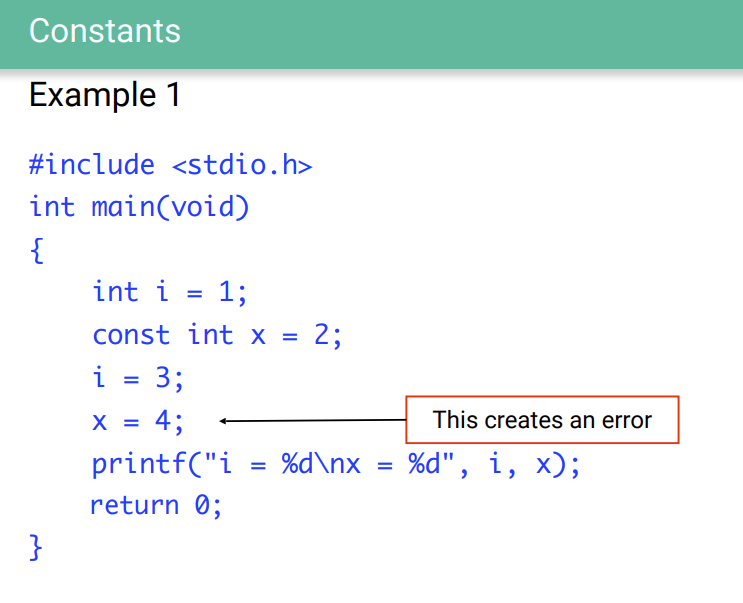 Constants
Example 1
#include <stdio.h>
int main(void)
{
int i = 1;
const int x = 2;
i = 3;
x = 4;
This creates an error
printf("i = %d\nx = %d", i, x);
return 0;
}